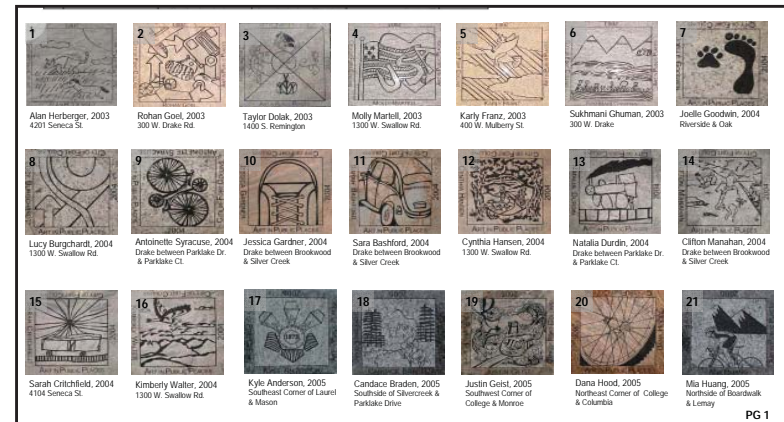 1
2
3
4
5
6
7
Alan Herberger, 2003
4201 Seneca St.
Rohan Goel, 2003
300 W. Drake Rd.
Taylor Dolak, 2003
1400 S. Remington
Molly Martell, 2003
1300 W. Swallow Rd.
Karly Franz, 2003
400 W. Mulberry St.
Sukhmani Ghuman, 2003
300 W. Drake
Joelle Goodwin, 2004
Riverside & Oak
8
9
10
11
12
13
14
Lucy Burgchardt, 2004
1300 W. Swallow Rd.
Antoinette Syracuse, 2004
Drake between Parklake Dr.
& Parklake Ct.
Jessica Gardner, 2004
Drake between Brookwood
& Silver Creek
Sara Bashford, 2004
Drake between Brookwood
& Silver Creek
Cynthia Hansen, 2004
1300 W. Swallow Rd.
Natalia Durdin, 2004
Drake between Parklake Dr.
& Parklake Ct.
Clifton Manahan, 2004
Drake between Brookwood
& Silver Creek
15
16
17
18
19
20
21
Sarah Critchfield, 2004
4104 Seneca St.
Kimberly Walter, 2004
1300 W. Swallow Rd.
Kyle Anderson, 2005
Southeast Corner of Laurel
& Mason
Candace Braden, 2005
Southside of Silvercreek &
Parklake Drive
Justin Geist, 2005
Southwest Corner of
College & Monroe
Dana Hood, 2005
Northeast Corner of College
& Columbia
Mia Huang, 2005
Northside of Boardwalk
& Lemay
PG 1